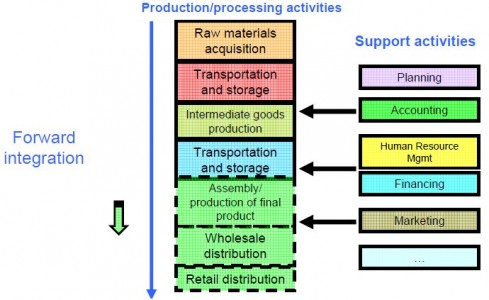 Production/processing activities
Raw materials
acquisition
Transportation
and storage
Intermediate goods
production
Transportation
and storage
Assembly/
production of final
product
Wholesale
distribution
Retail distribution
Forward
integration
Support activities
Planning
Accounting
Human Resource
Mgmt
Financing
Marketing
...